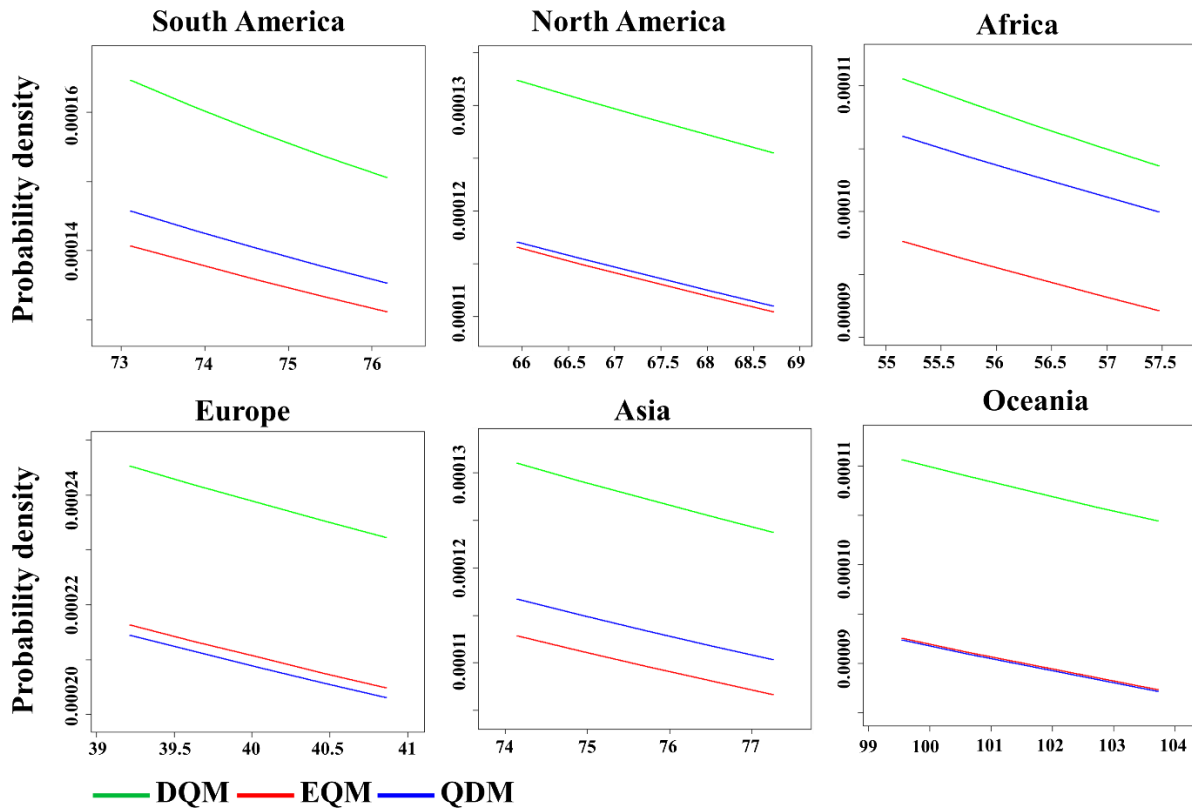 South America
North America
Africa
Probability density
0.00016
0.00014
73 74 75 76
0.00013
0.00012
0.00011
66 66.5 67 67.5 68 68.5 69
0.00011
0.00010
0.00009
55 55.5 56 56.5 57 57.5
Europe
Asia
Oceania
Probability density
0.00024
0.00022
0.00020
39 39.5 40 40.5 41
0.00013
0.00012
0.00011
74 75 76 77
0.00011
0.00010
0.00009
99 100 101 102 103 104
DQM EQM QDM